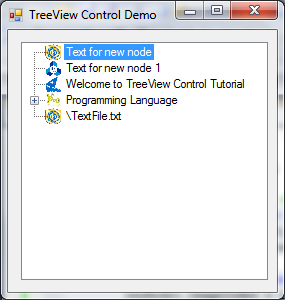 TreeView Control Demo
Text for new node
Text for new node 1
Welcome to TreeView Control Tutorial
Programming Language
\TextFile.txt